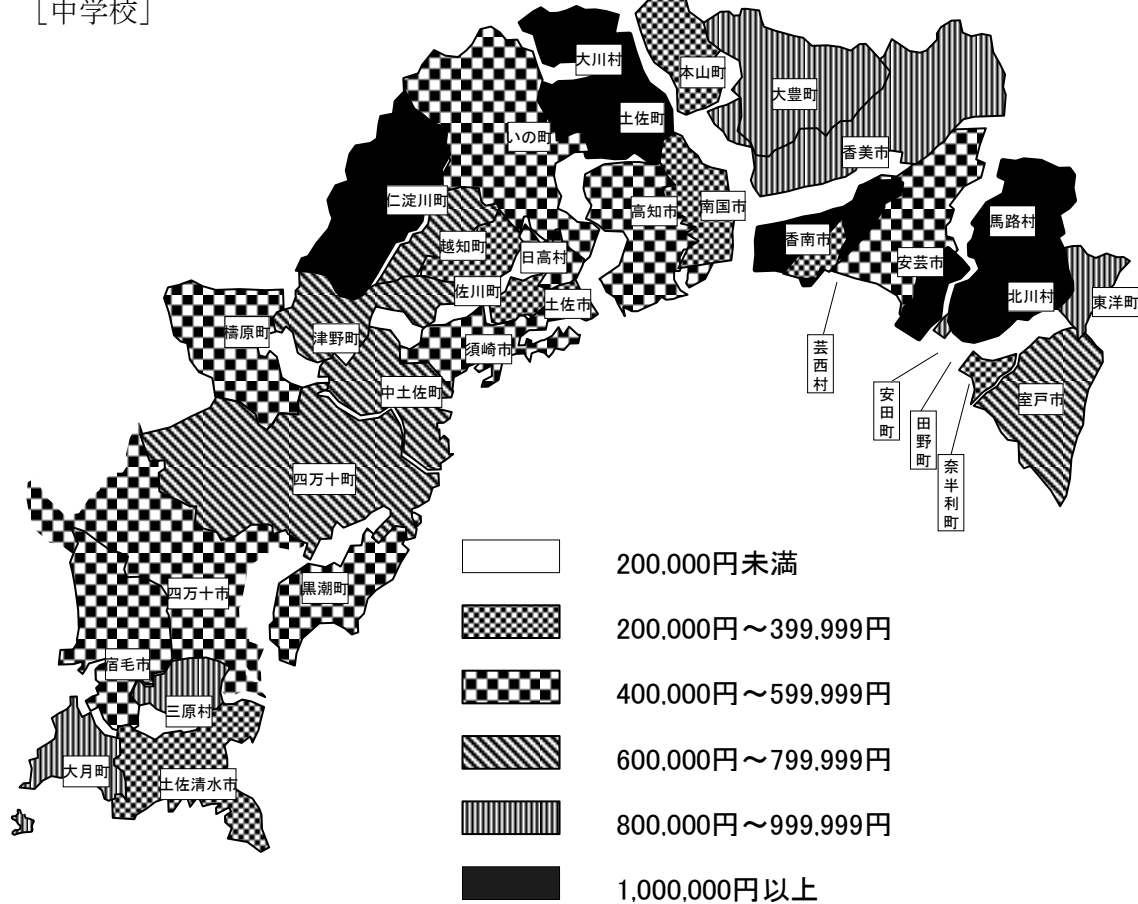 ［中学校］
大川村
本山町
大豊町
土佐町
いの町
香美市
仁淀川町
高知市
南国市
馬路村
越知町
日高村
香南市
安芸市
佐川町
土佐市
北川村
東洋町
檮原町
津野町
須崎市
芸西村
中土佐町
安田町
田野町
奈半利町
室戸市
四万十町
四万十市
黒潮町
宿毛市
三原村
大月町
土佐清水市
200,000円未満
200,000円～399,999円
400,000円～599,999円
600,000円～799,999円
800,000円～999,999円
1,000,000円以上